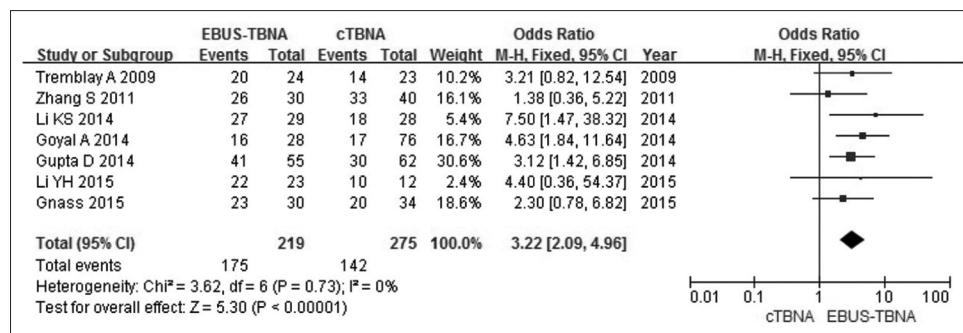 EBUS-TBNA cTBNA Odds Ratio Odds Ratio
Study or Subgroup Events Total Events Total Weight M-H, Fixed, 95% CI Year M-H, Fixed, 95% CI
Tremblay A 2009 20 24 14 23 10.2% 3.21 [0.82, 12.54] 2009
Zhang S 2011 26 30 33 40 16.1% 1.38 [0.36, 5.22] 2011
Li KS 2014 27 29 18 28 5.4% 7.50 [1.47, 38.32] 2014
Goyal A 2014 16 28 17 76 16.7% 4.63 [1.84, 11.64] 2014
Gupta D 2014 41 55 30 62 30.6% 3.12 [1.42, 6.85] 2014
Li YH 2015 22 23 10 12 2.4% 4.40 [0.36, 54.37] 2015
Gnass 2015 23 30 20 34 18.6% 2.30 [0.78, 6.82] 2015
Total (95% CI) 219 275 100.0% 3.22 [2.09, 4.96]
Total events 175 142
Heterogeneity: Chi² = 3.62, df = 6 (P = 0.73); I² = 0%
Test for overall effect: Z = 5.30 (P < 0.00001)
0.01 0.1 1 10 100
cTBNA EBUS-TBNA